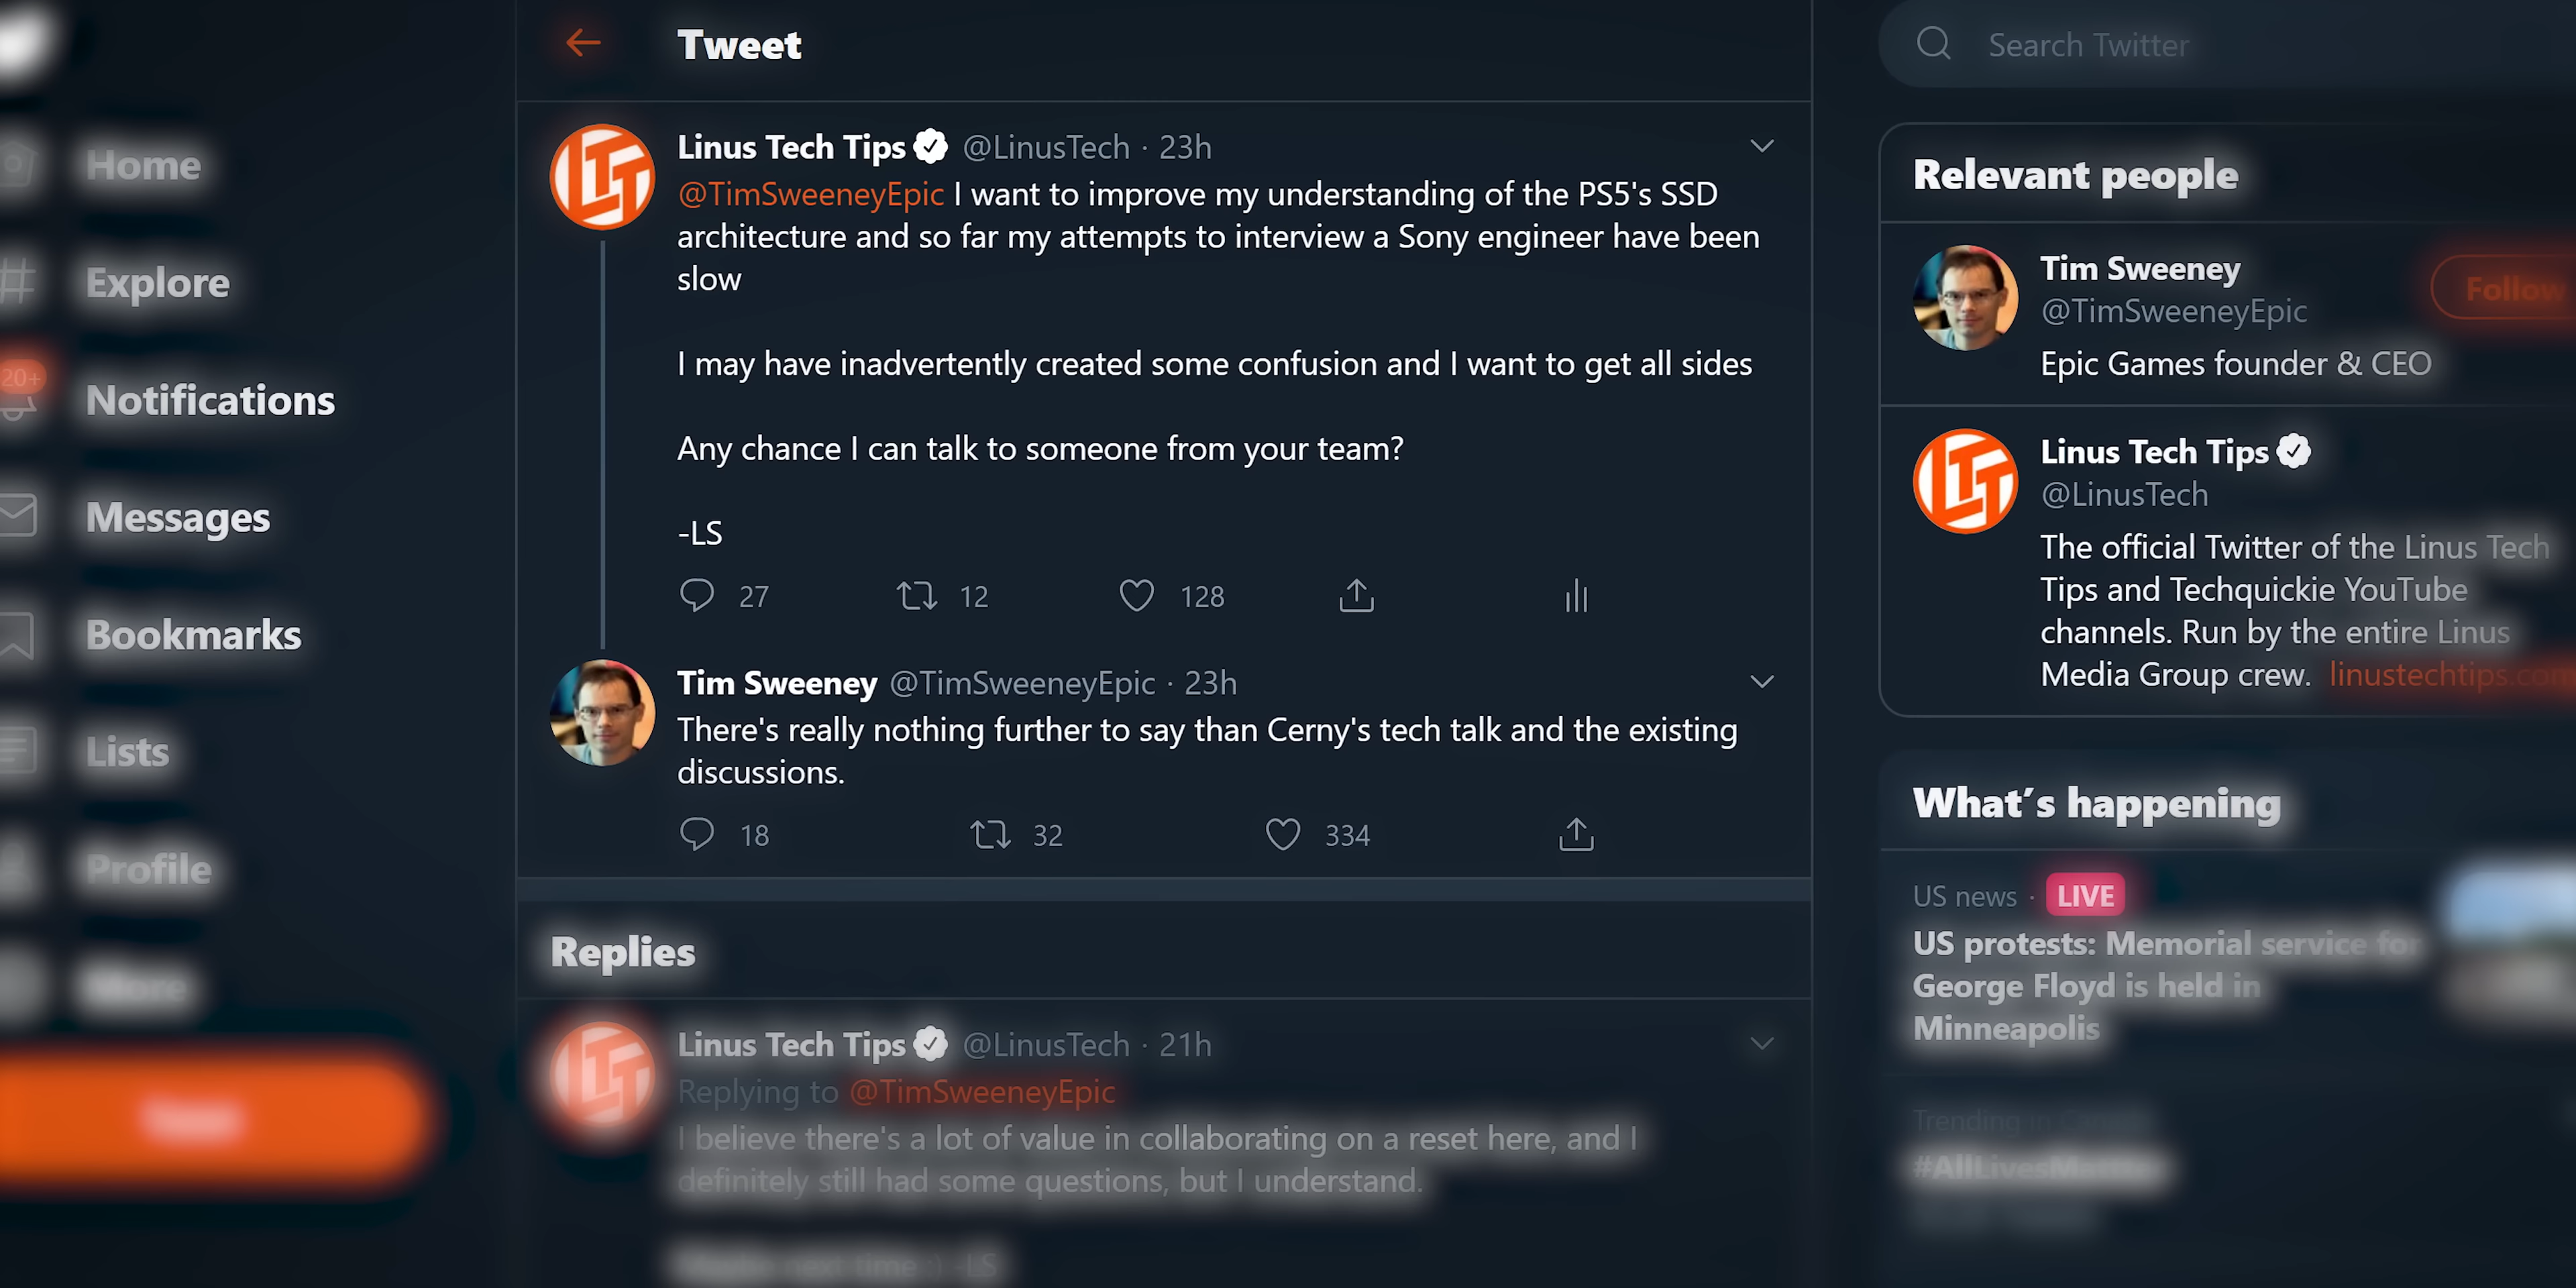 Home
Explore
20+
Notifications
Messages
Bookmarks
Lists
Profile
More
Tweet
Linus Tech Tips @LinusTech · 23h
@TimSweeneyEpic I want to improve my understanding of the PS5's SSD
architecture and so far my attempts to interview a Sony engineer have been
slow
I may have inadvertently created some confusion and I want to get all sides
Any chance I can talk to someone from your team?
-LS
27 12 128
Tim Sweeney @TimSweeneyEpic · 23h
There's really nothing further to say than Cerny's tech talk and the existing
discussions.
18 32 334
Replies
Linus Tech Tips @LinusTech · 21h
Replying to @TimSweeneyEpic
I believe there's a lot of value in collaborating on a reset here, and I
definitely still had some questions, but I understand.
-LS
Search Twitter
Relevant people
Tim Sweeney
Follow
@TimSweeneyEpic
Epic Games founder & CEO
Linus Tech Tips
@LinusTech
The official Twitter of the Linus Tech
Tips and Techquickie YouTube
channels. Run by the entire Linus
Media Group crew. linustechtips.com
What's happening
US news · LIVE
US protests: Memorial service for
George Floyd is held in
Minneapolis
Trending in
#AllLivesMatter